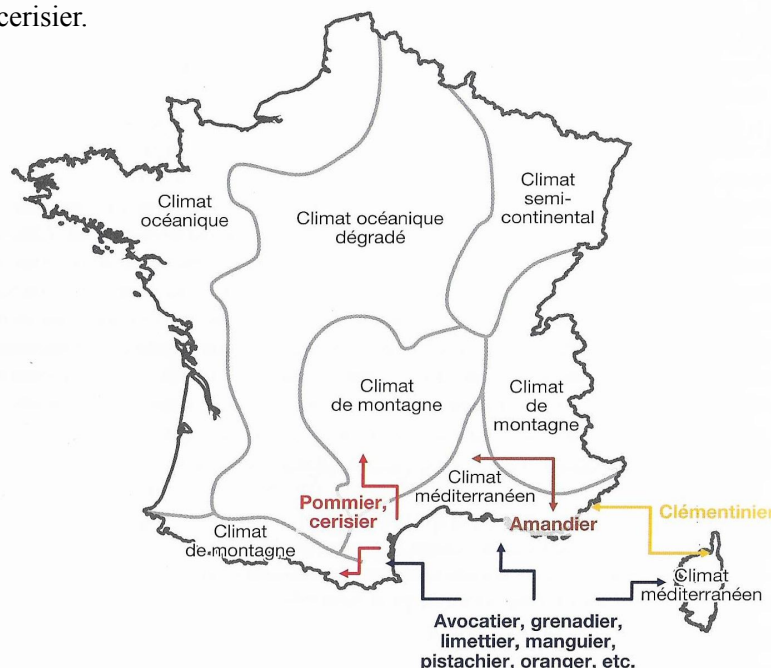 cerisier.
Climat
océanique
Climat océanique
dégradé
Climat
semi-
continental
Climat
de montagne
Climat
de
montagne
Climat
méditerranéen
Pommier,
cerisier
Amandier
Clémentinier
Climat
de montagne
Climat
méditerranéen
Avocatier, grenadier,
limettier, manguier,
pistachier, oranger, etc.